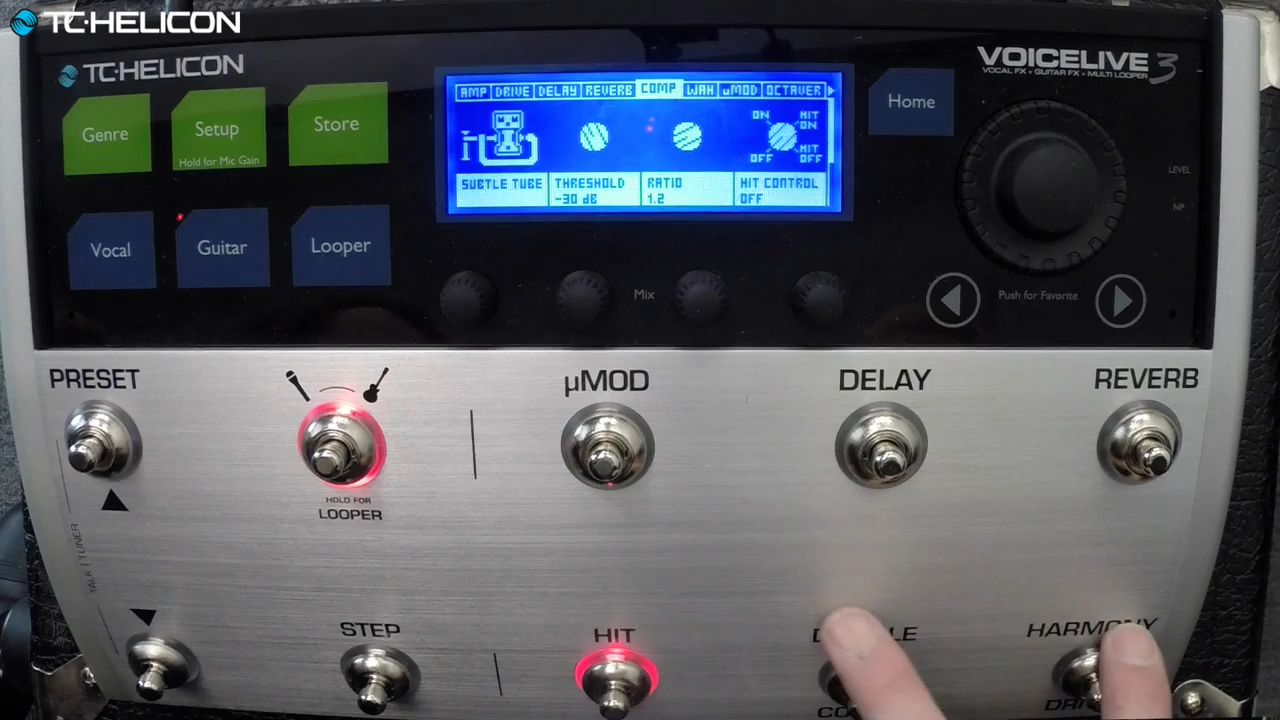 TC•HELICON
TC•HELICON
VOICELIVE 3
VOCAL FX • GUITAR FX • MULTI LOOPER
Genre
Setup
Hold for Mic Gain
Store
Home
AMP DRIVE DELAY REVERB COMP WAH µMOD OCTAVER
ON HIT ON
OFF HIT OFF
SUBTLE TUBE THRESHOLD RATIO HIT CONTROL
-30 dB 1.2 OFF
LEVEL
Vocal
Guitar
Looper
Mix
Push for Favorite
PRESET
µMOD
DELAY
REVERB
HOLD FOR
LOOPER
STEP
HIT
HARMONY